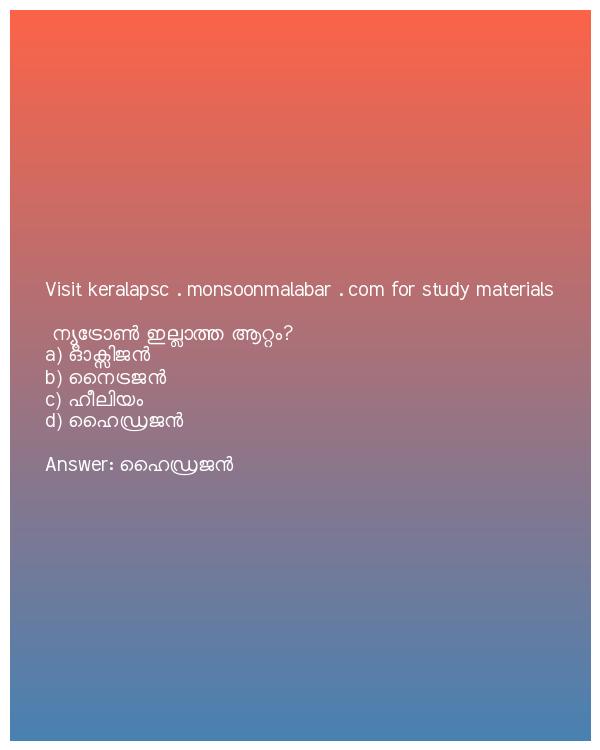 Visit keralapsc . monsoonmalabar . com for study materials
ന്യൂട്രോൺ ഇല്ലാത്ത ആറ്റം?
a) ഓക്സിജൻ
b) നൈട്രജൻ
c) ഹീലിയം
d) ഹൈഡ്രജൻ
Answer: ഹൈഡ്രജൻ